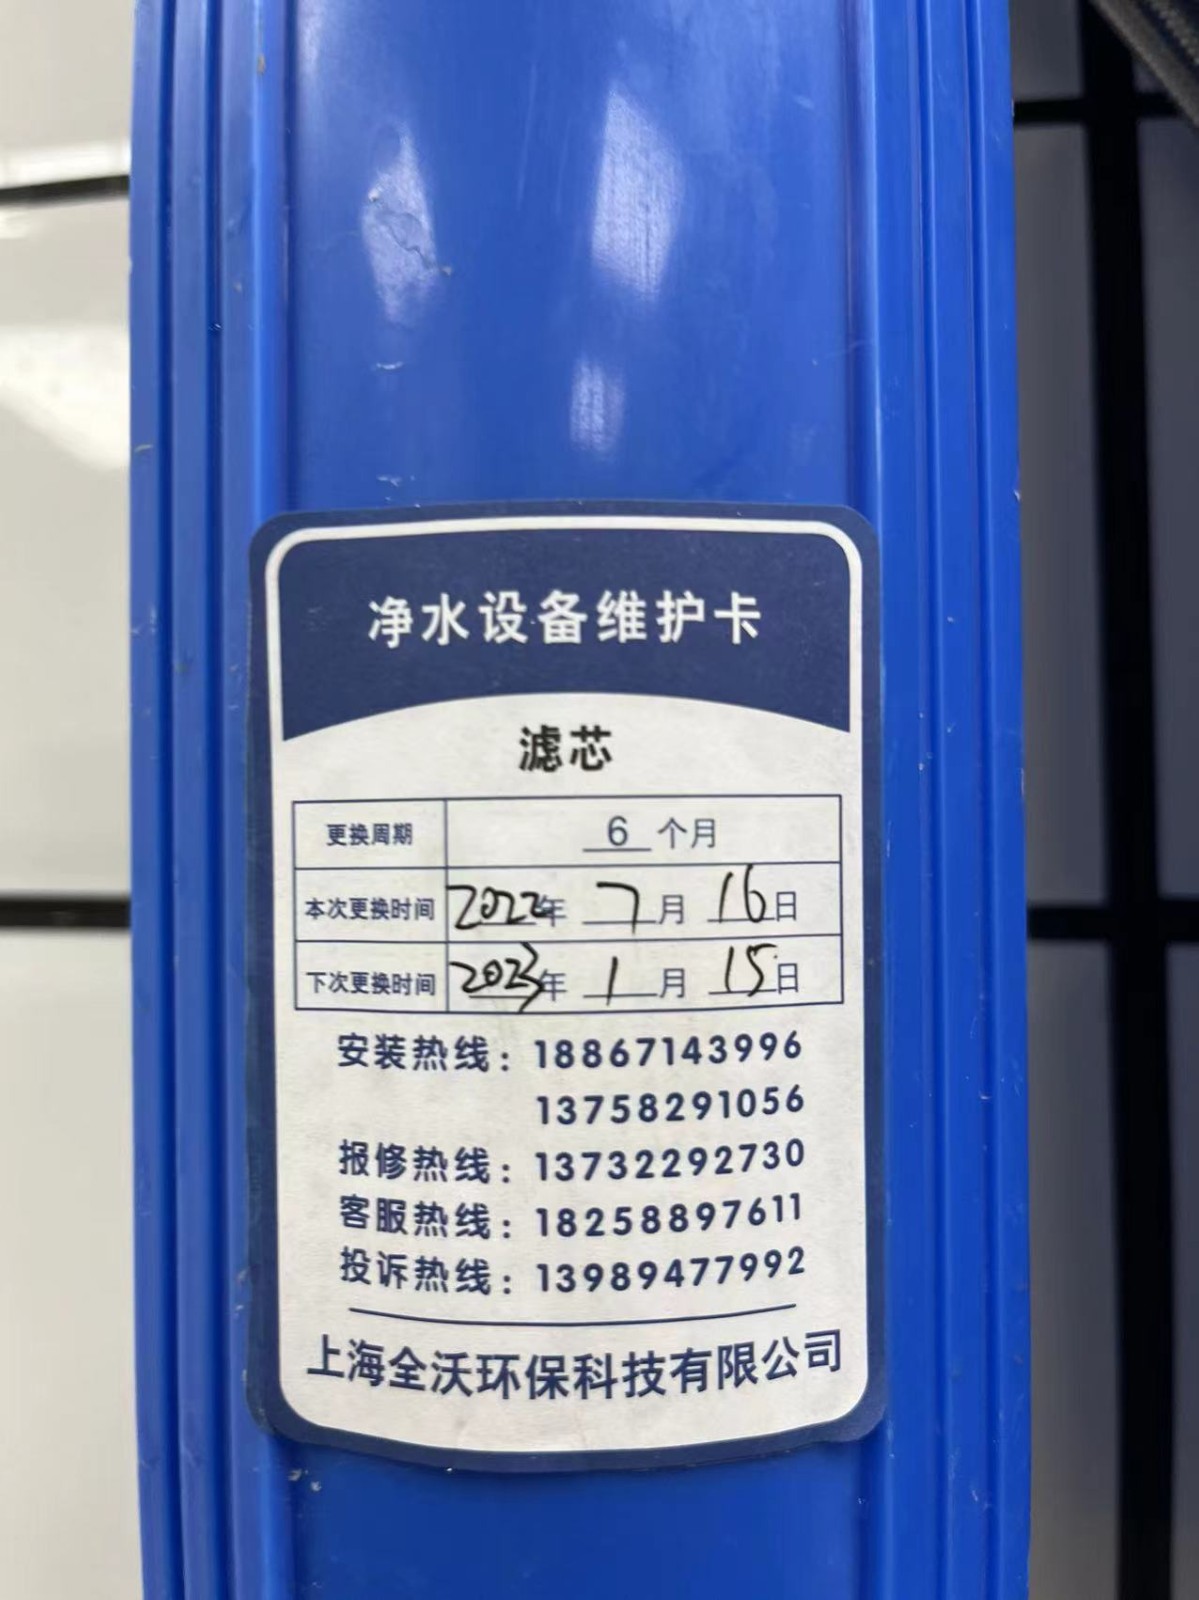 净水设备维护卡
滤芯
更换周期 6 个月
本次更换时间 2022年 7月 16日
下次更换时间 2023年 1月 15日
安装热线：18867143996
13758291056
报修热线：13732292730
客服热线：18258897611
投诉热线：13989477992
上海全沃环保科技有限公司